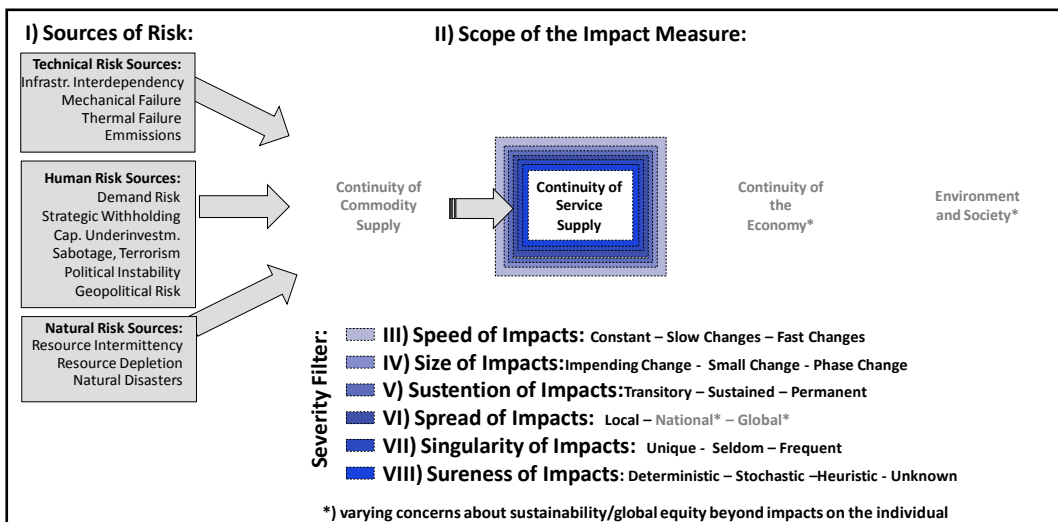 I) Sources of Risk:
II) Scope of the Impact Measure:
Technical Risk Sources:
Infrastr. Interdependency
Mechanical Failure
Thermal Failure
Emmissions
Human Risk Sources:
Demand Risk
Strategic Withholding
Cap. Underinvestm.
Sabotage, Terrorism
Political Instability
Geopolitical Risk
Natural Risk Sources:
Resource Intermittency
Resource Depletion
Natural Disasters
Continuity of
Commodity
Supply
Continuity of
Service
Supply
Continuity of
the
Economy*
Environment
and Society*
Severity Filter:
III) Speed of Impacts: Constant – Slow Changes – Fast Changes
IV) Size of Impacts:Impending Change - Small Change - Phase Change
V) Sustention of Impacts:Transitory – Sustained – Permanent
VI) Spread of Impacts: Local – National* – Global*
VII) Singularity of Impacts: Unique - Seldom – Frequent
VIII) Sureness of Impacts: Deterministic – Stochastic –Heuristic - Unknown
*) varying concerns about sustainability/global equity beyond impacts on the individual